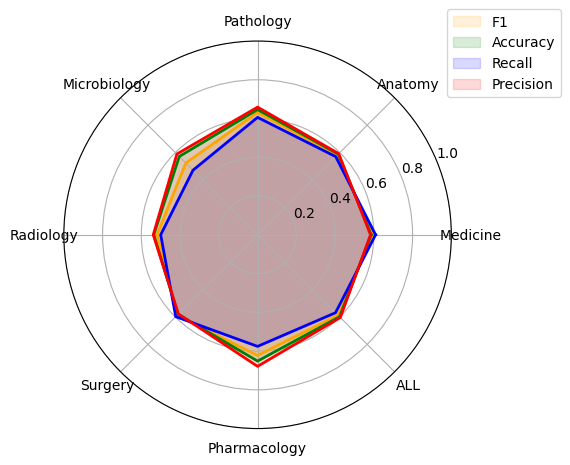 F1
Accuracy
Recall
Precision
Pathology
Microbiology
Anatomy
1.0
0.8
0.6
0.4
0.2
Radiology
Medicine
Surgery
ALL
Pharmacology